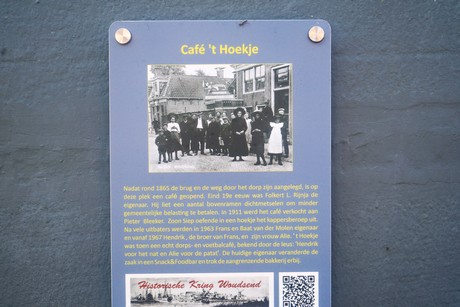 Café 't Hoekje
Nadat rond 1865 de brug en de weg door het dorp zijn aangelegd, is op
deze plek een café geopend. Eind 19e eeuw was Folkert L. Rijpja de
eigenaar. Hij liet een aantal bovenramen dichtmetselen om minder
gemeentelijke belasting te betalen. In 1911 werd het café verkocht aan
Pieter Bleeker. Zoon Siep oefende in een hoekje het kappersberoep uit.
Na vele uitbaters werden in 1963 Frans en Baat van der Molen eigenaar
en vanaf 1967 Hendrik, de broer van Frans, en zijn vrouw Alie. 't Hoekje
was toen een echt dorps- en voetbalcafé, bekend door de leus: "Hendrik
voor het nat en Alie voor de patat". De huidige eigenaar veranderde de
zaak in een Snack&Foodbar en trok de aangrenzende bakkerij erbij.
Historische Kring Woudsend